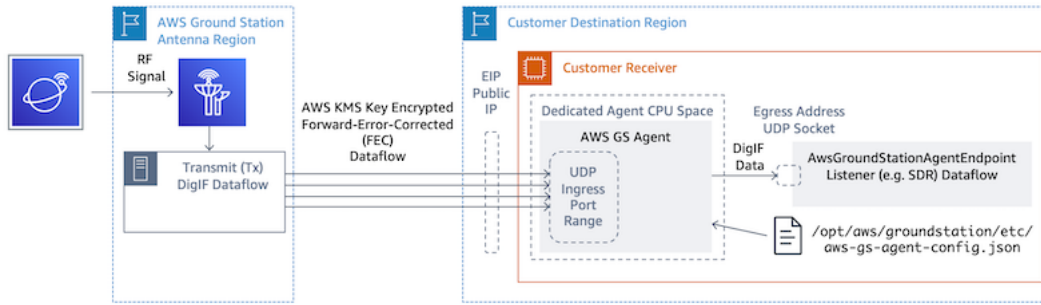 AWS Ground Station
Antenna Region
RF
Signal
Transmit (Tx)
DigIF Dataflow
AWS KMS Key Encrypted
Forward-Error-Corrected
(FEC)
Dataflow
Customer Destination Region
EIP
Public
IP
Customer Receiver
Dedicated Agent CPU Space
AWS GS Agent
UDP
Ingress
Port
Range
Egress Address
UDP Socket
DigIF
Data
AwsGroundStationAgentEndpoint
Listener (e.g. SDR) Dataflow
/opt/aws/groundstation/etc/
aws-gs-agent-config.json